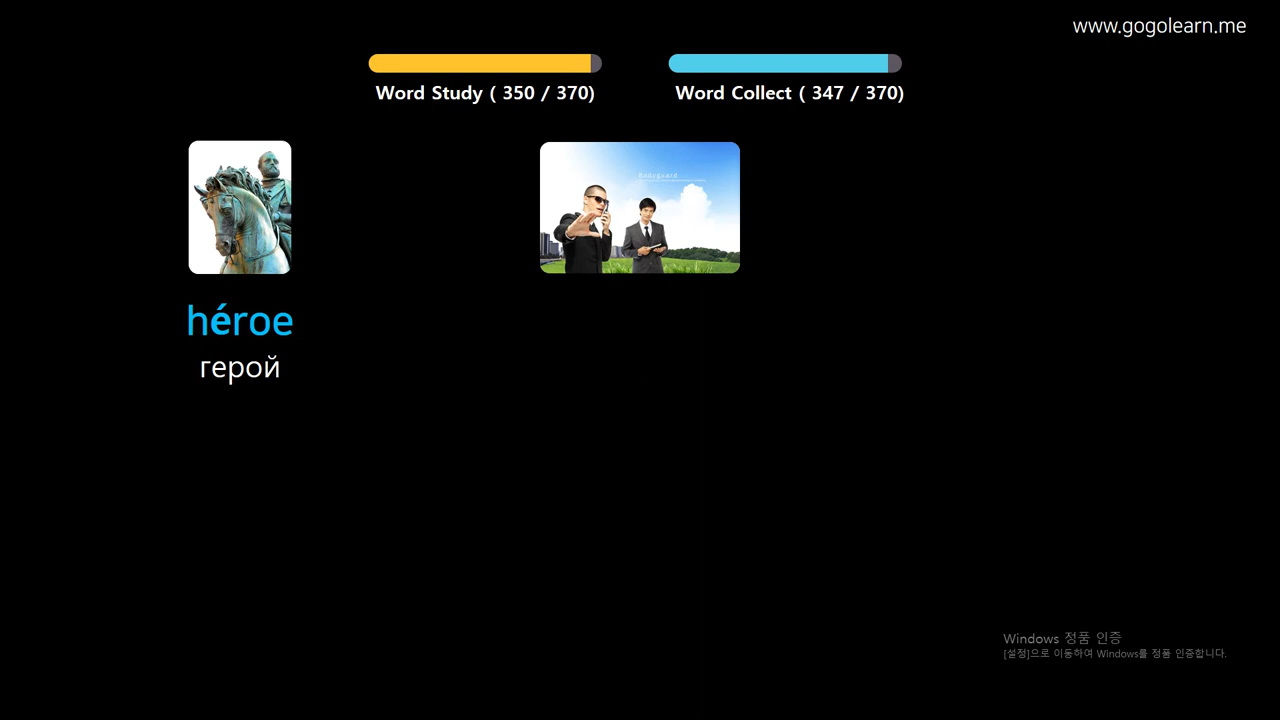 www.gogolearn.me
Word Study ( 350 / 370)
Word Collect ( 347 / 370)
Bodeguard
héroe
герой
Windows 정품 인증
[설정]으로 이동하여 Windows를 정품 인증합니다.